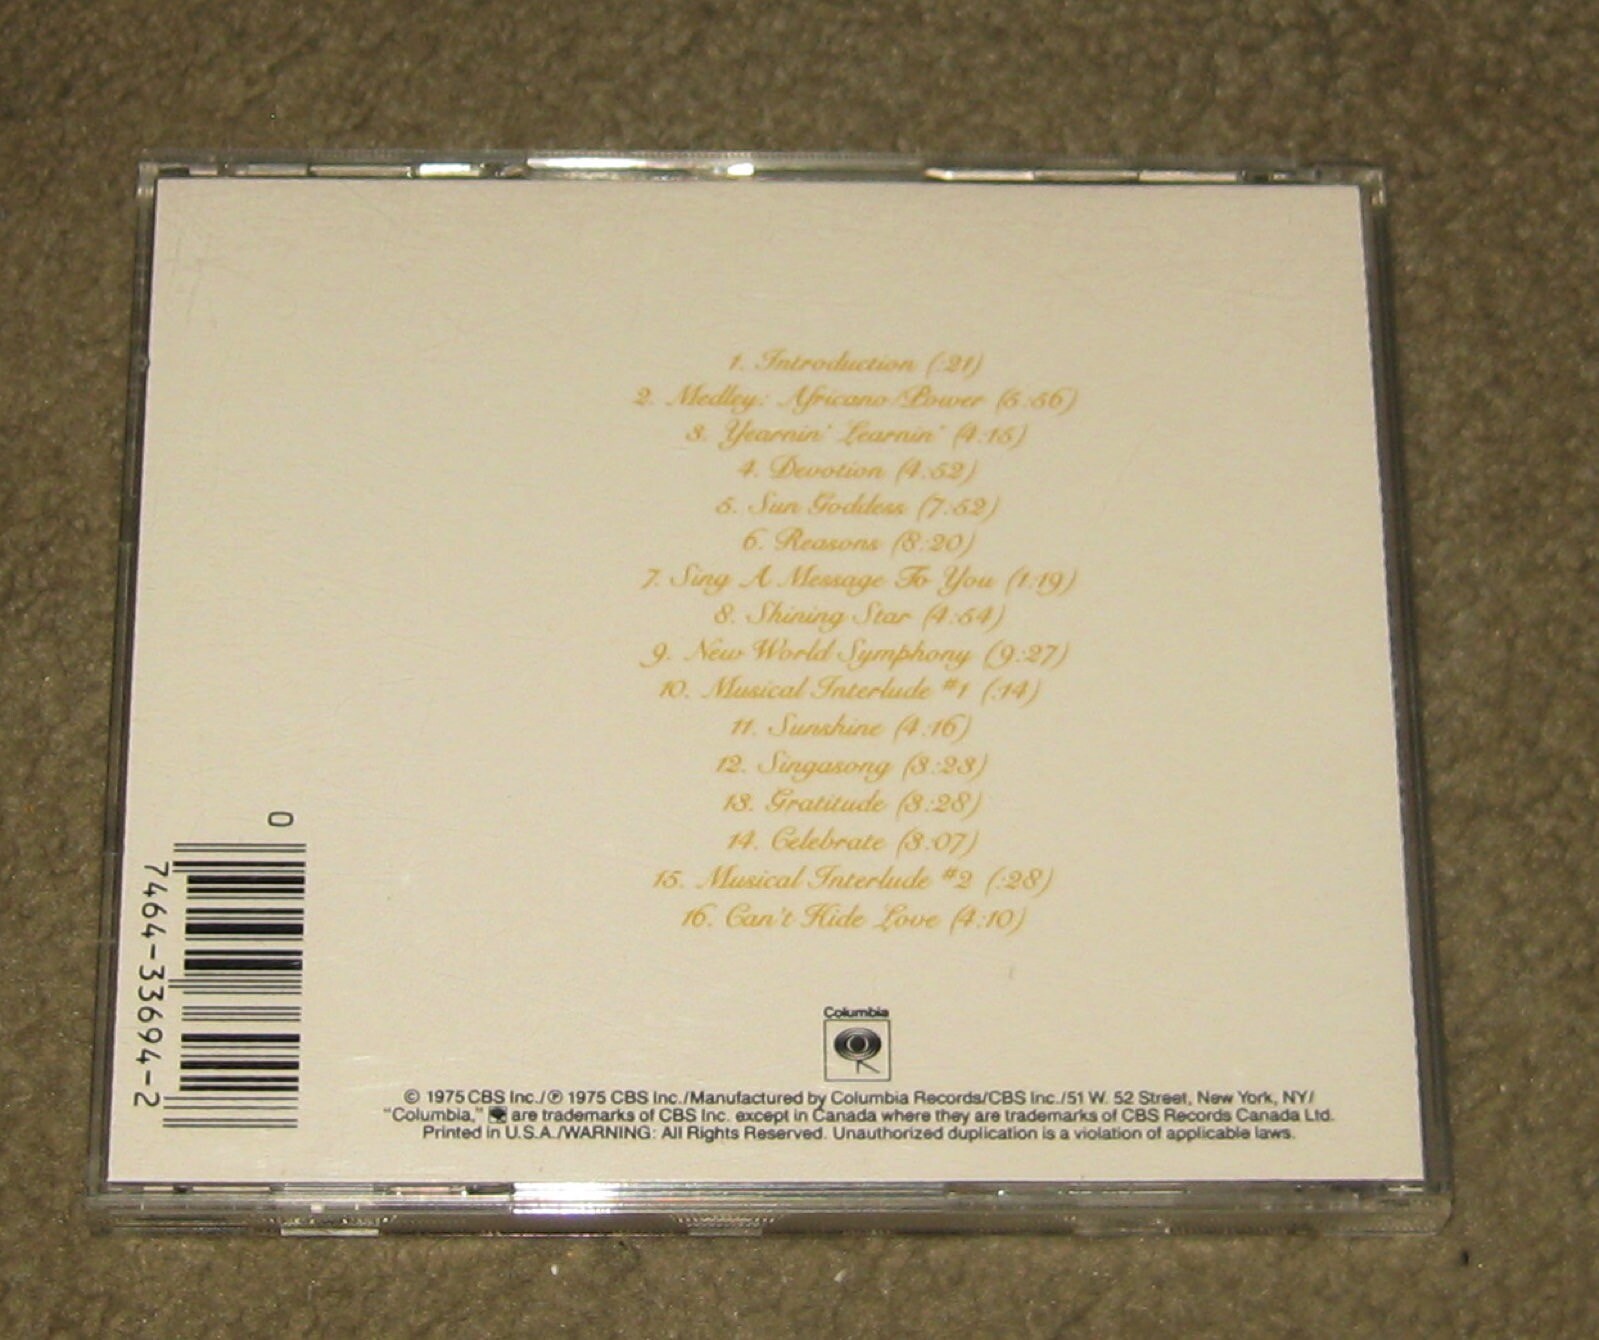 1. Introduction (:21)
2. Medley: Africano/Power (5:56)
3. Yearnin' Learnin' (4:15)
4. Devotion (4:52)
5. Sun Goddess (7:52)
6. Reasons (8:20)
7. Sing A Message To You (1:19)
8. Shining Star (4:54)
9. New World Symphony (9:27)
10. Musical Interlude #1 (:14)
11. Sunshine (4:16)
12. Singasong (3:23)
13. Gratitude (3:28)
14. Celebrate (3:07)
15. Musical Interlude #2 (:28)
16. Can't Hide Love (4:10)
0
7464-33694-2
Columbia
© 1975 CBS Inc./℗ 1975 CBS Inc./Manufactured by Columbia Records/CBS Inc./51 W. 52 Street, New York, NY/
"Columbia," are trademarks of CBS Inc. except in Canada where they are trademarks of CBS Records Canada Ltd.
Printed in U.S.A./WARNING: All Rights Reserved. Unauthorized duplication is a violation of applicable laws.